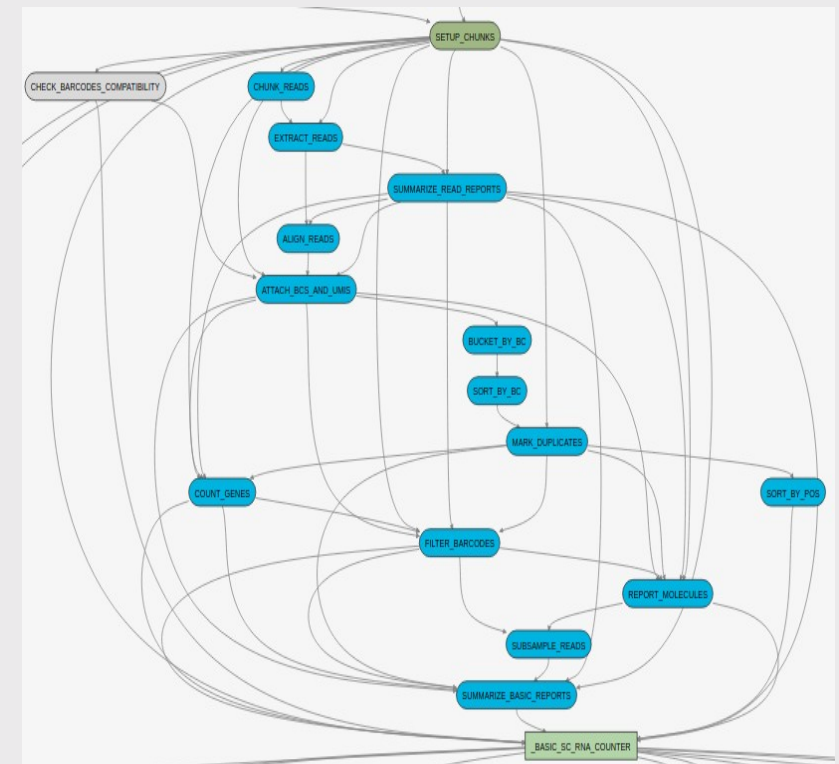 SETUP_CHUNKS
CHECK_BARCODES_COMPATIBILITY
CHUNK_READS
EXTRACT_READS
SUMMARIZE_READ_REPORTS
ALIGN_READS
ATTACH_BCS_AND_UMIS
BUCKET_BY_BC
SORT_BY_BC
MARK_DUPLICATES
COUNT_GENES
SORT_BY_POS
FILTER_BARCODES
REPORT_MOLECULES
SUBSAMPLE_READS
SUMMARIZE_BASIC_REPORTS
_BASIC_SC_RNA_COUNTER